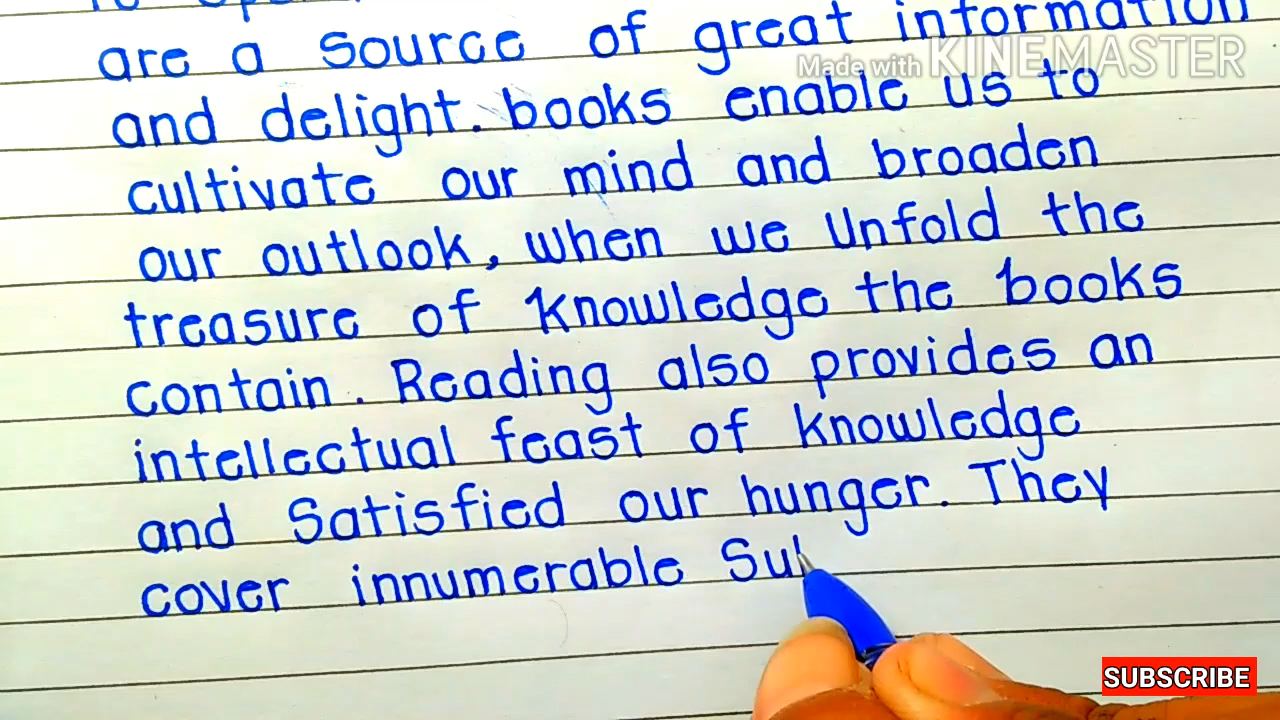 are a source of great information
Made with KINEMASTER
and delight. books enable us to
cultivate our mind and broaden
our outlook, when we Unfold the
treasure of knowledge the books
contain. Reading also provides an
intellectual feast of knowledge
and Satisfied our hunger. They
cover innumerable Sub
SUBSCRIBE